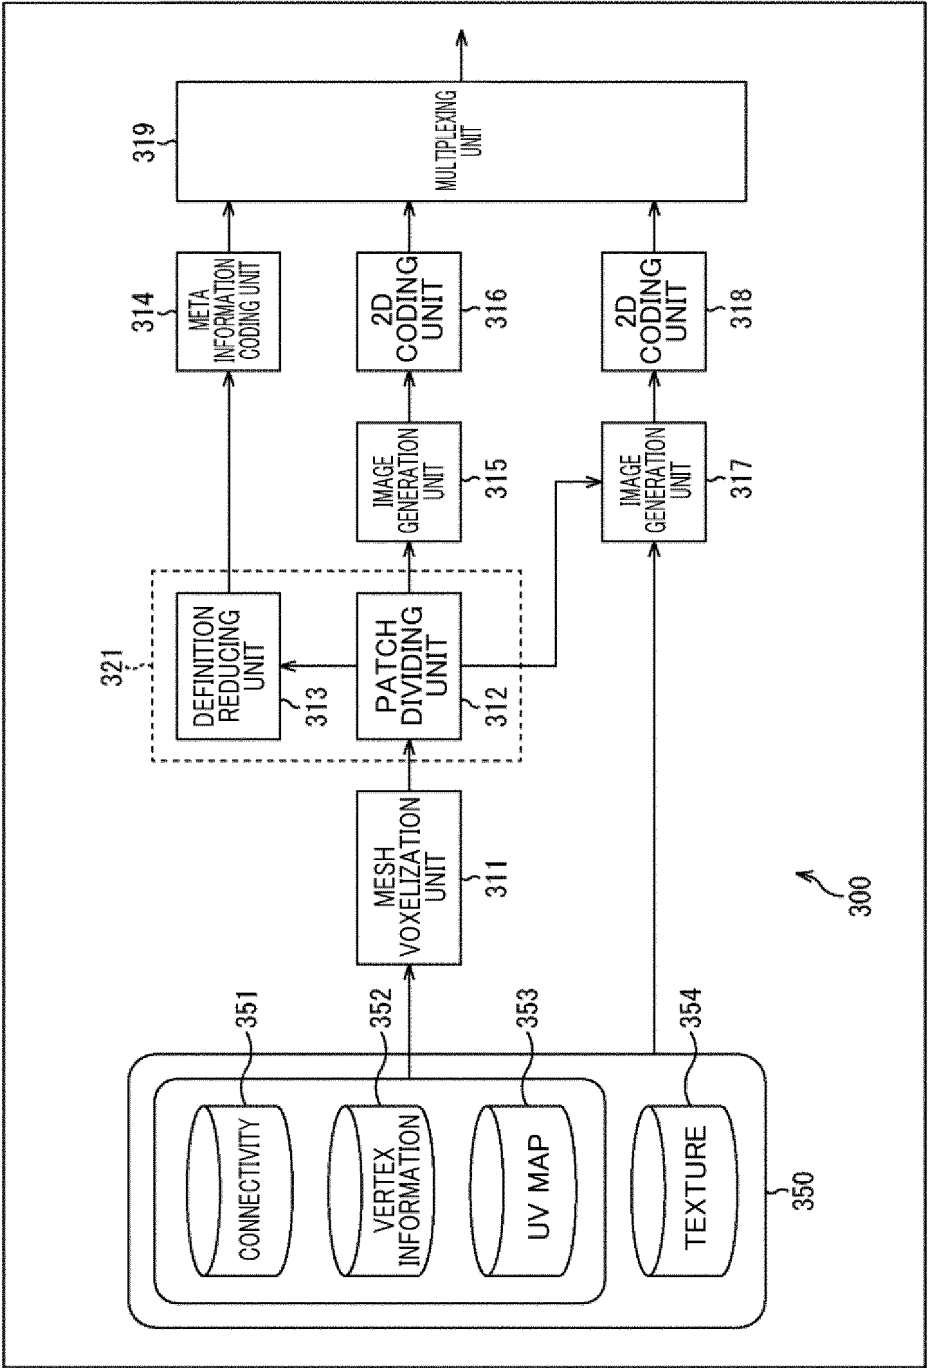 350
351
CONNECTIVITY
352
VERTEX
INFORMATION
353
UV MAP
354
TEXTURE
300
MESH
VOXELIZATION
UNIT
311
321
DEFINITION
REDUCING
UNIT
313
PATCH
DIVIDING
UNIT
312
IMAGE
GENERATION
UNIT
315
IMAGE
GENERATION
UNIT
317
314
META
INFORMATION
CODING UNIT
2D
CODING
UNIT
316
2D
CODING
UNIT
318
319
MULTIPLEXING
UNIT